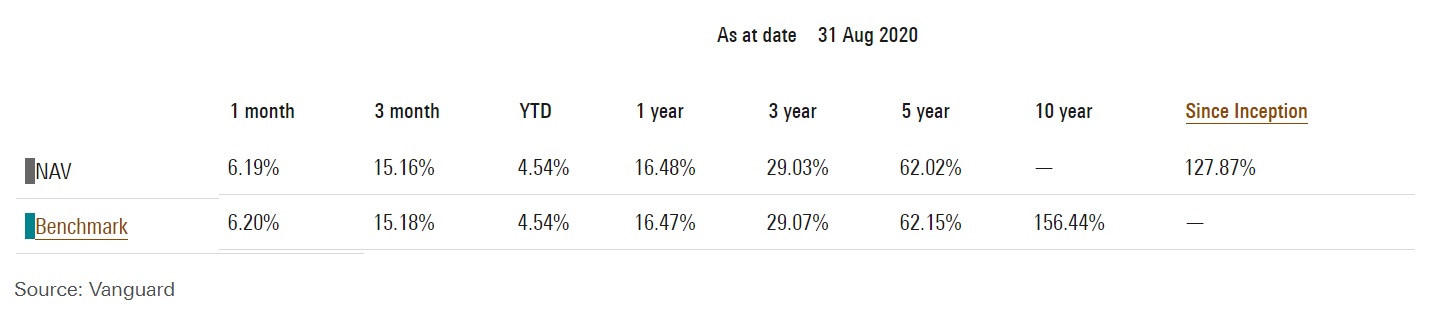 As at date 31 Aug 2020
1 month 3 month YTD 1 year 3 year 5 year 10 year Since Inception
NAV 6.19% 15.16% 4.54% 16.48% 29.03% 62.02% — 127.87%
Benchmark 6.20% 15.18% 4.54% 16.47% 29.07% 62.15% 156.44% —
Source: Vanguard